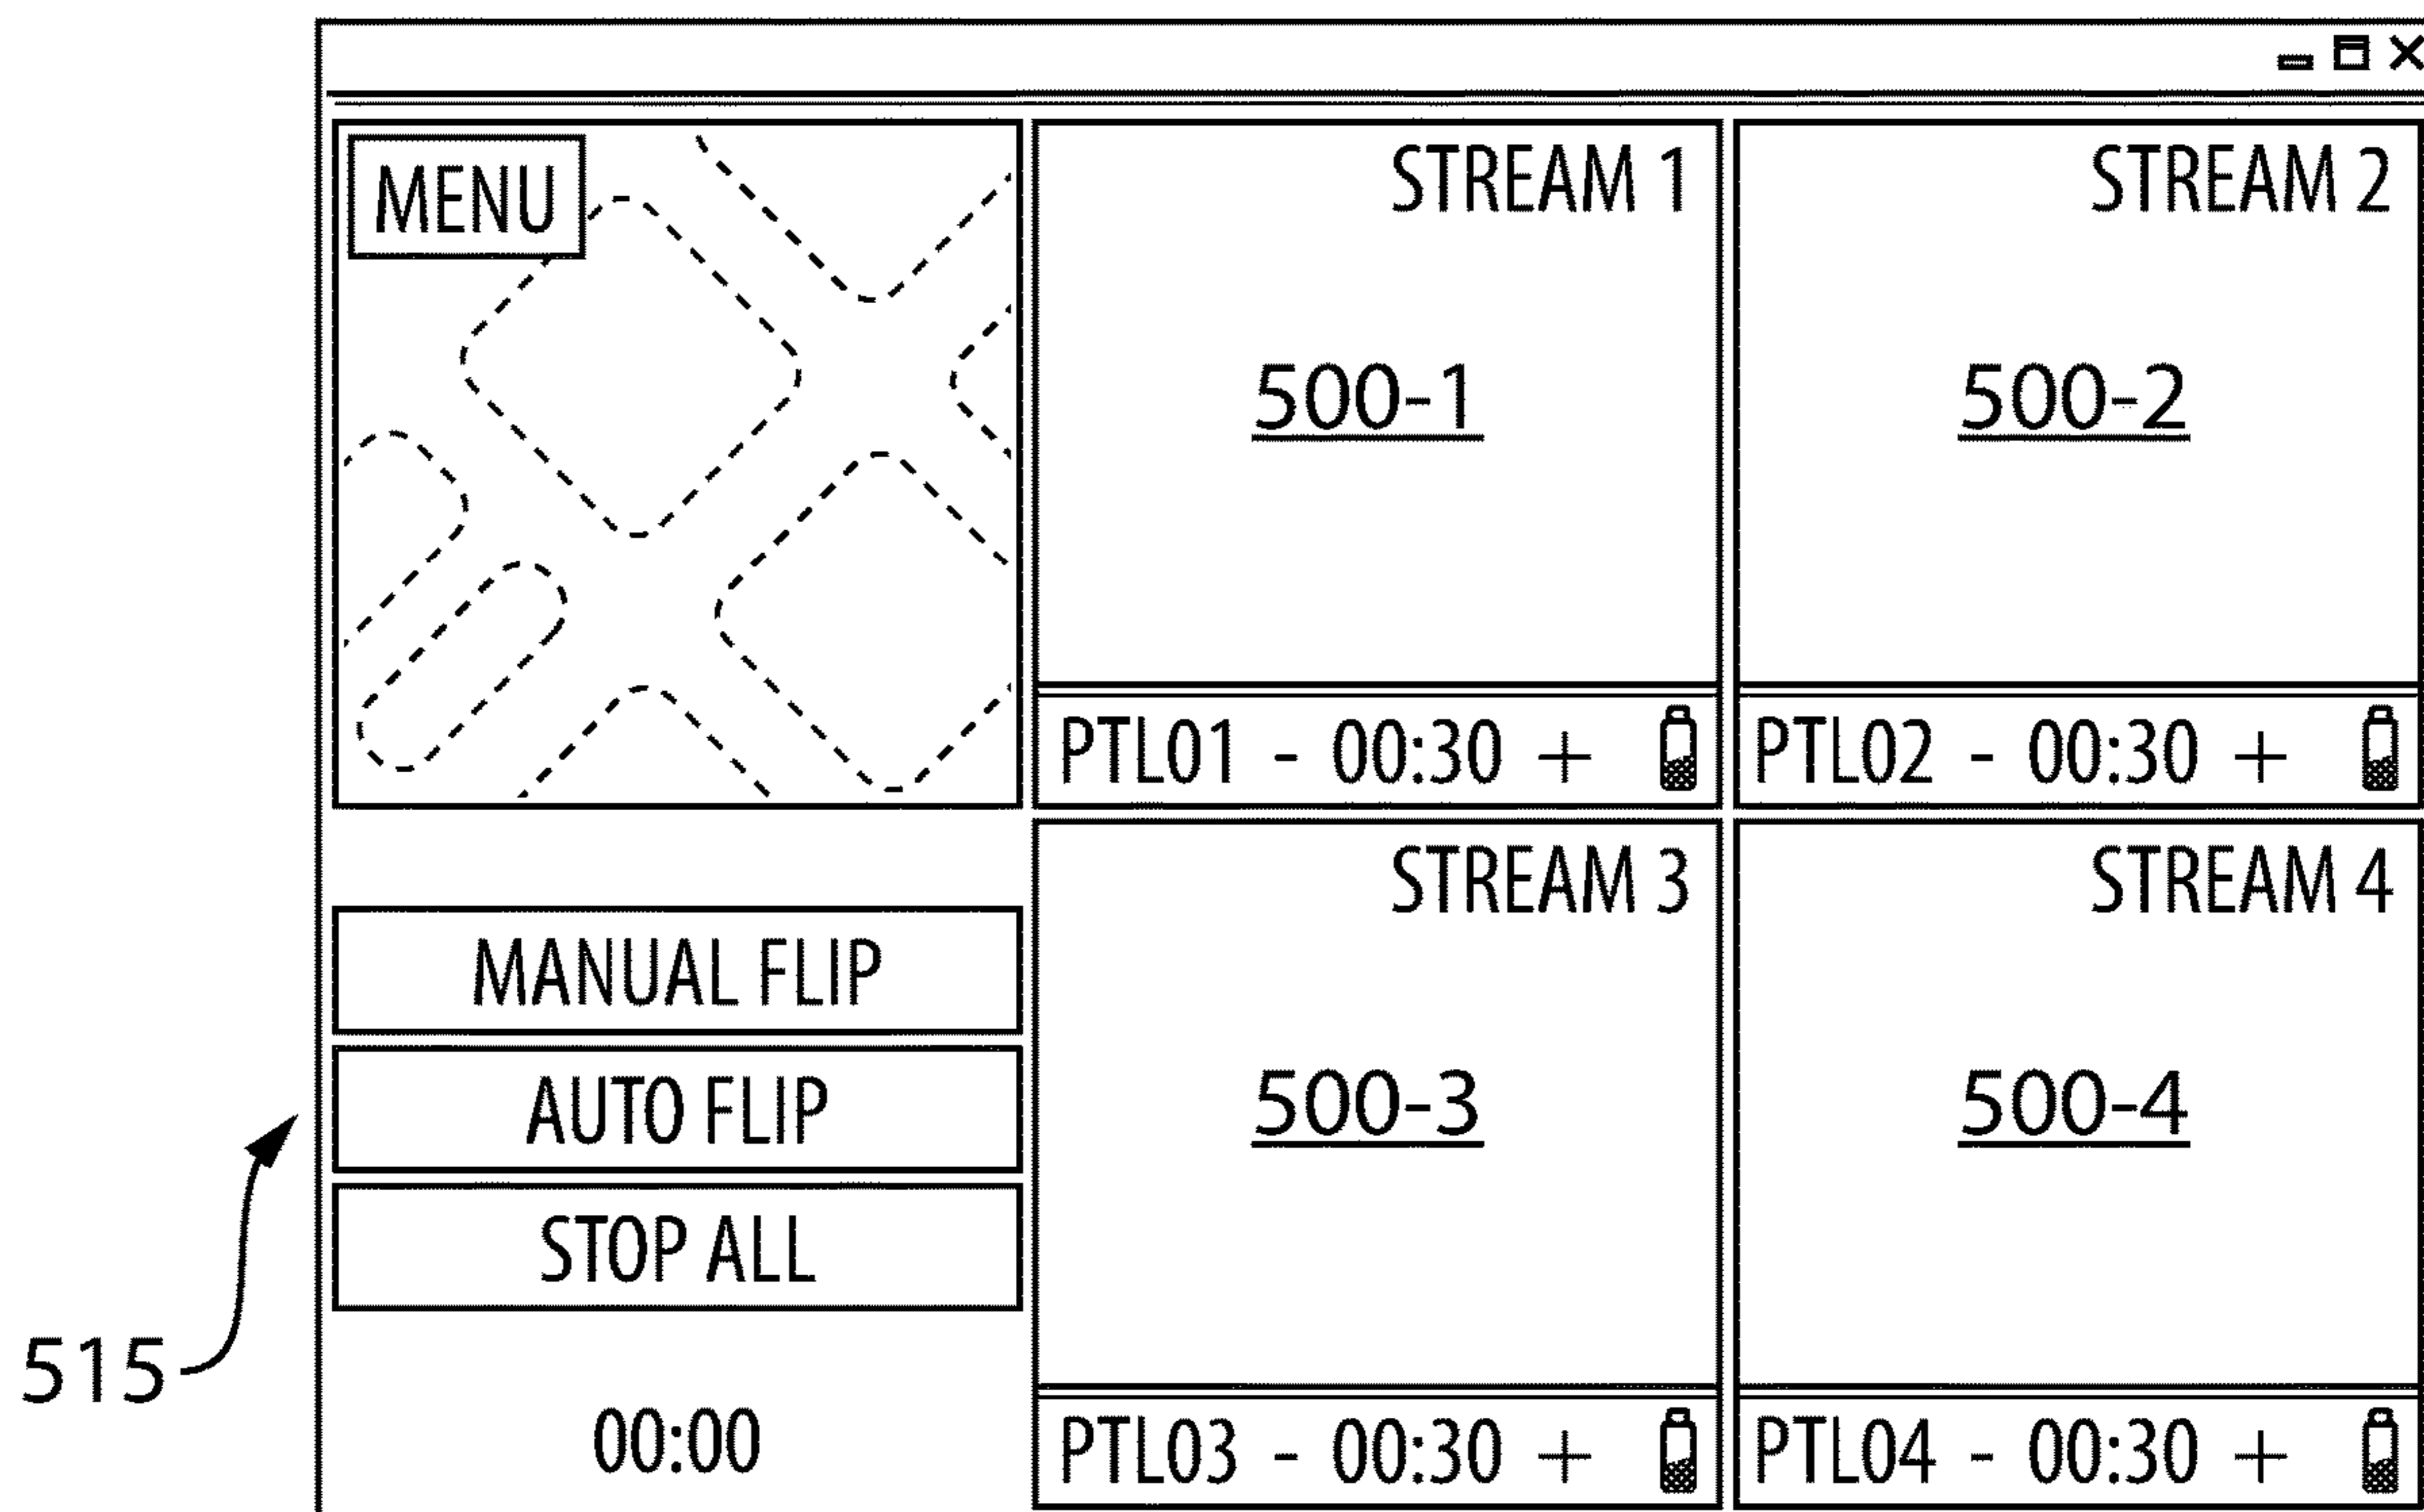 MENU
STREAM 1
500-1
PTL01 - 00:30 +
STREAM 2
500-2
PTL02 - 00:30 +
MANUAL FLIP
AUTO FLIP
STOP ALL
00:00
515
STREAM 3
500-3
PTL03 - 00:30 +
STREAM 4
500-4
PTL04 - 00:30 +